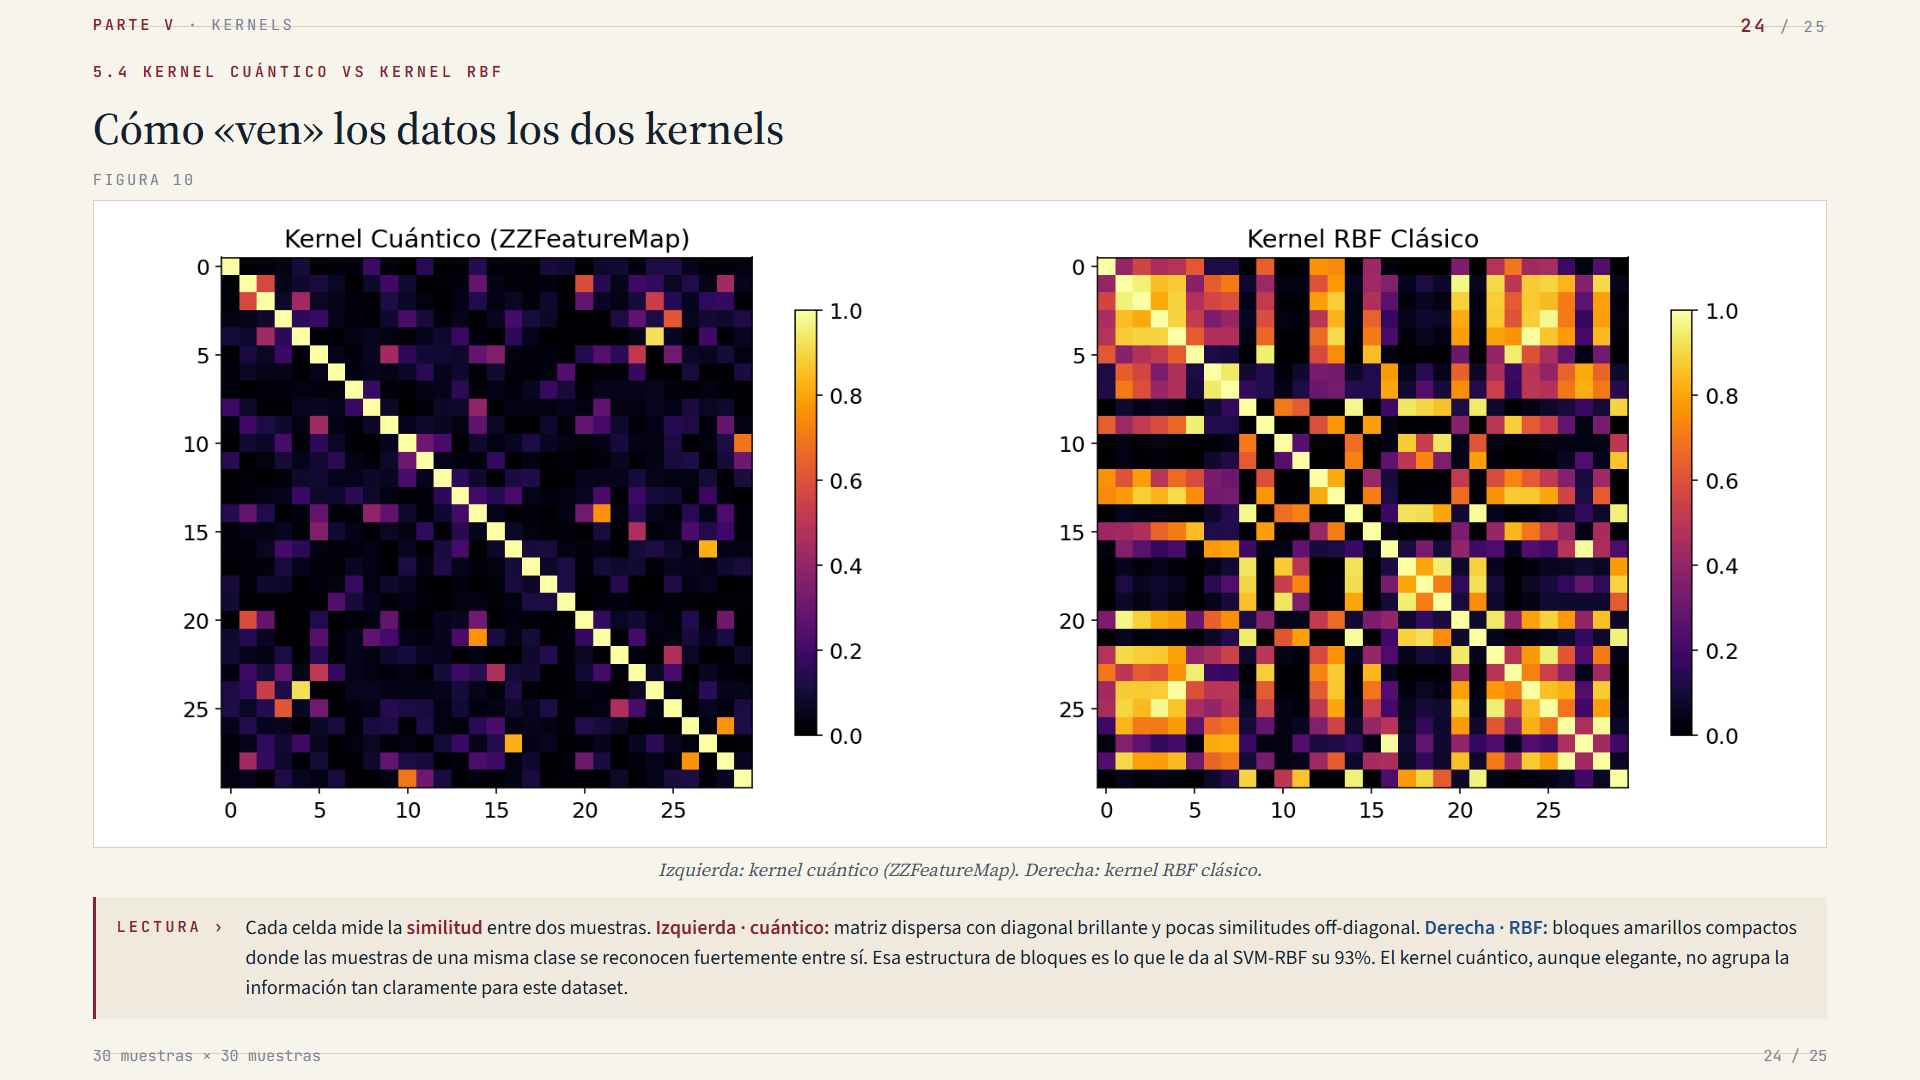 PARTE V · KERNELS
24 / 25
5.4 KERNEL CUÁNTICO VS KERNEL RBF
Cómo «ven» los datos los dos kernels
FIGURA 10
Kernel Cuántico (ZZFeatureMap)
0
5
10
15
20
25
0 5 10 15 20 25
1.0
0.8
0.6
0.4
0.2
0.0
Kernel RBF Clásico
0
5
10
15
20
25
0 5 10 15 20 25
1.0
0.8
0.6
0.4
0.2
0.0
Izquierda: kernel cuántico (ZZFeatureMap). Derecha: kernel RBF clásico.
LECTURA › Cada celda mide la similitud entre dos muestras. Izquierda · cuántico: matriz dispersa con diagonal brillante y pocas similitudes off-diagonal. Derecha · RBF: bloques amarillos compactos
donde las muestras de una misma clase se reconocen fuertemente entre sí. Esa estructura de bloques es lo que le da al SVM-RBF su 93%. El kernel cuántico, aunque elegante, no agrupa la
información tan claramente para este dataset.
30 muestras × 30 muestras
24 / 25